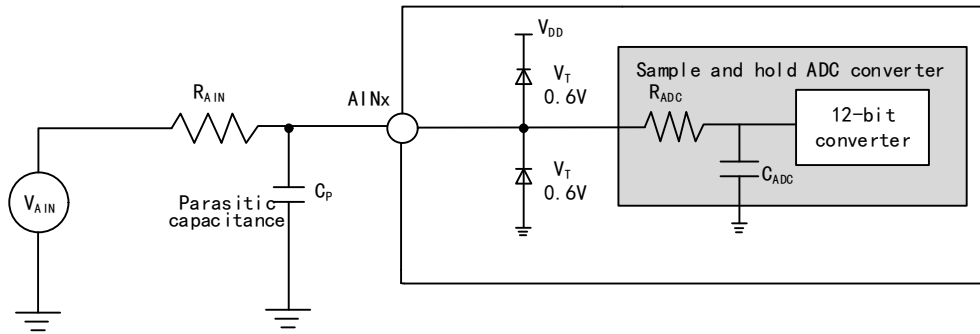 V_DD
Sample and hold ADC converter
V_T
0.6V
R_AIN
AINx
R_ADC
12-bit
converter
V_AIN
Parasitic
capacitance
C_P
V_T
0.6V
C_ADC